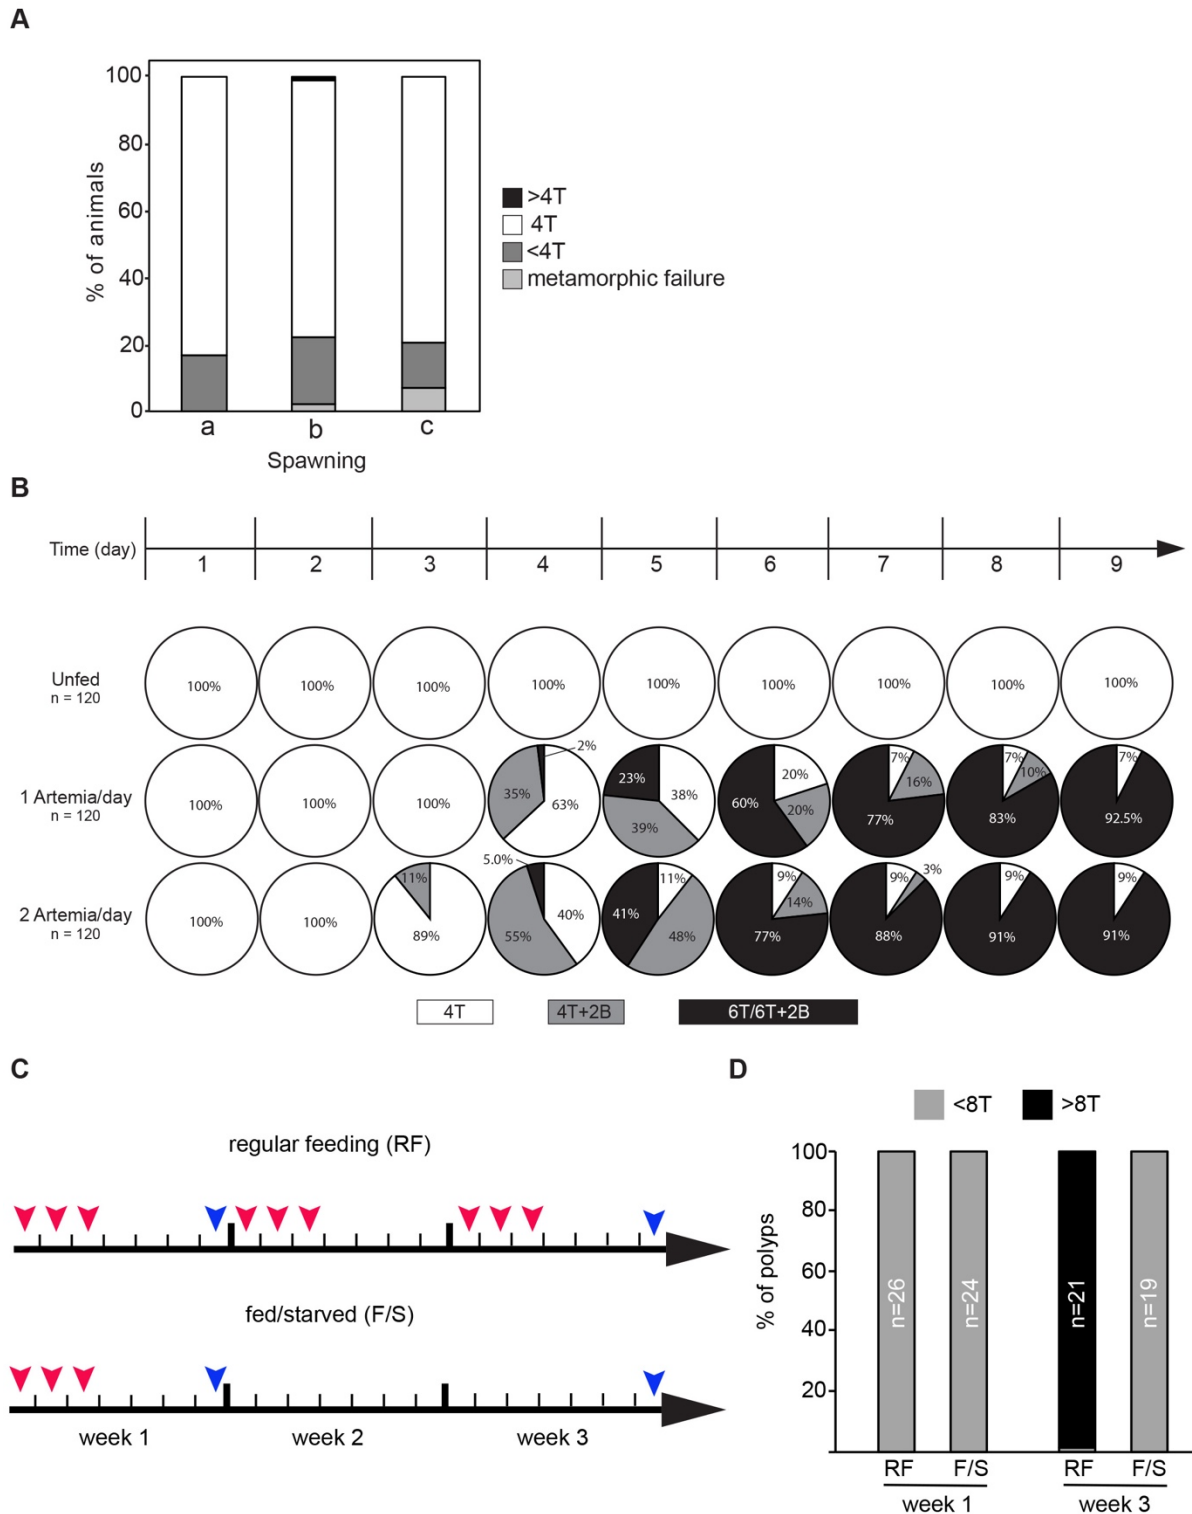 A
100
80
60
40
20
0
% of animals
a b c
Spawning
>4T
4T
<4T
metamorphic failure
B
Time (day) 1 2 3 4 5 6 7 8 9
Unfed
n = 120
100% 100% 100% 100% 100% 100% 100% 100% 100%
1 Artemia/day
n = 120
100% 100% 100% 35% 2% 63% 23% 38% 39% 60% 20% 20% 7% 16% 77% 7% 10% 83% 7% 92.5%
2 Artemia/day
n = 120
100% 100% 11% 89% 5.0% 40% 55% 11% 41% 48% 9% 14% 77% 9% 3% 88% 9% 91% 9% 91%
4T 4T+2B 6T/6T+2B
C
regular feeding (RF)
fed/starved (F/S)
week 1 week 2 week 3
D
<8T >8T
100
80
60
40
20
% of polyps
n=26 n=24 n=21 n=19
RF F/S RF F/S
week 1 week 3